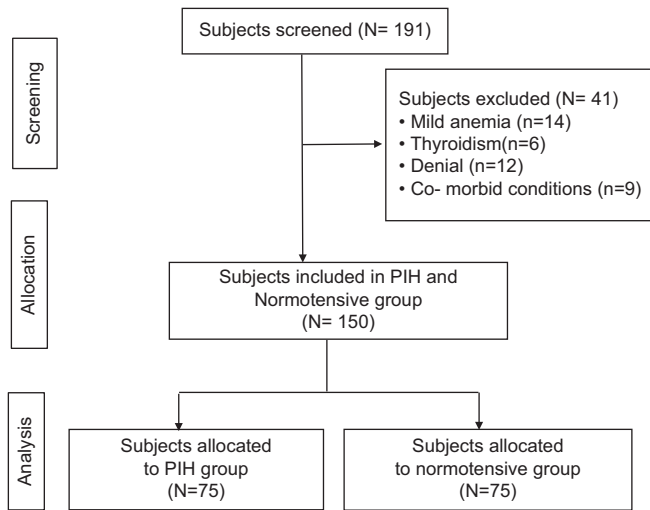 Subjects screened (N= 191)
Screening
Subjects excluded (N= 41)
• Mild anemia (n=14)
• Thyroidism(n=6)
• Denial (n=12)
• Co- morbid conditions (n=9)
Allocation
Subjects included in PIH and
Normotensive group
(N= 150)
Analysis
Subjects allocated
to PIH group
(N=75)
Subjects allocated
to normotensive group
(N=75)